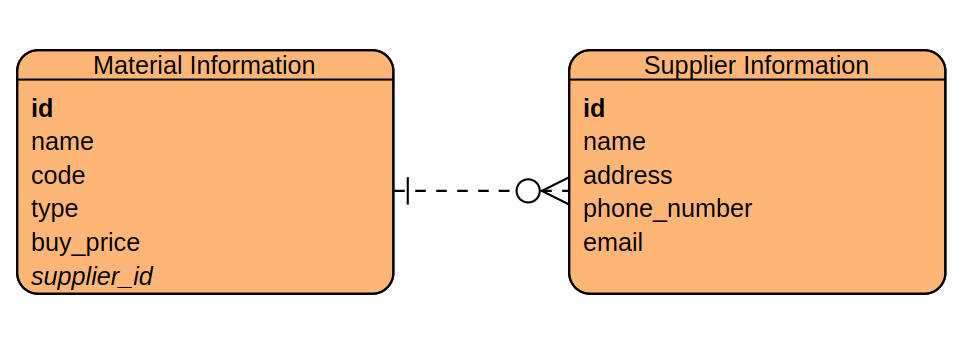 Material Information
id
name
code
type
buy_price
supplier_id
Supplier Information
id
name
address
phone_number
email